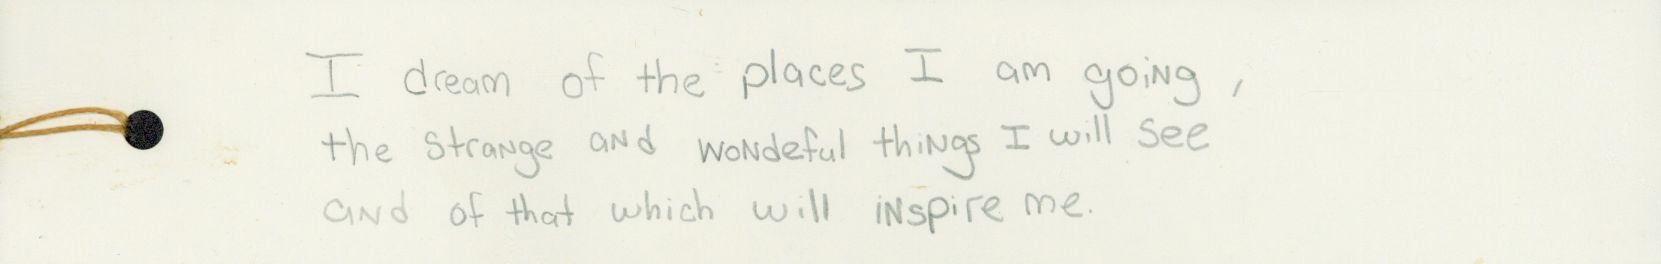 I dream of the places I am going,
the strange and wondeful things I will see
and of that which will inspire me.